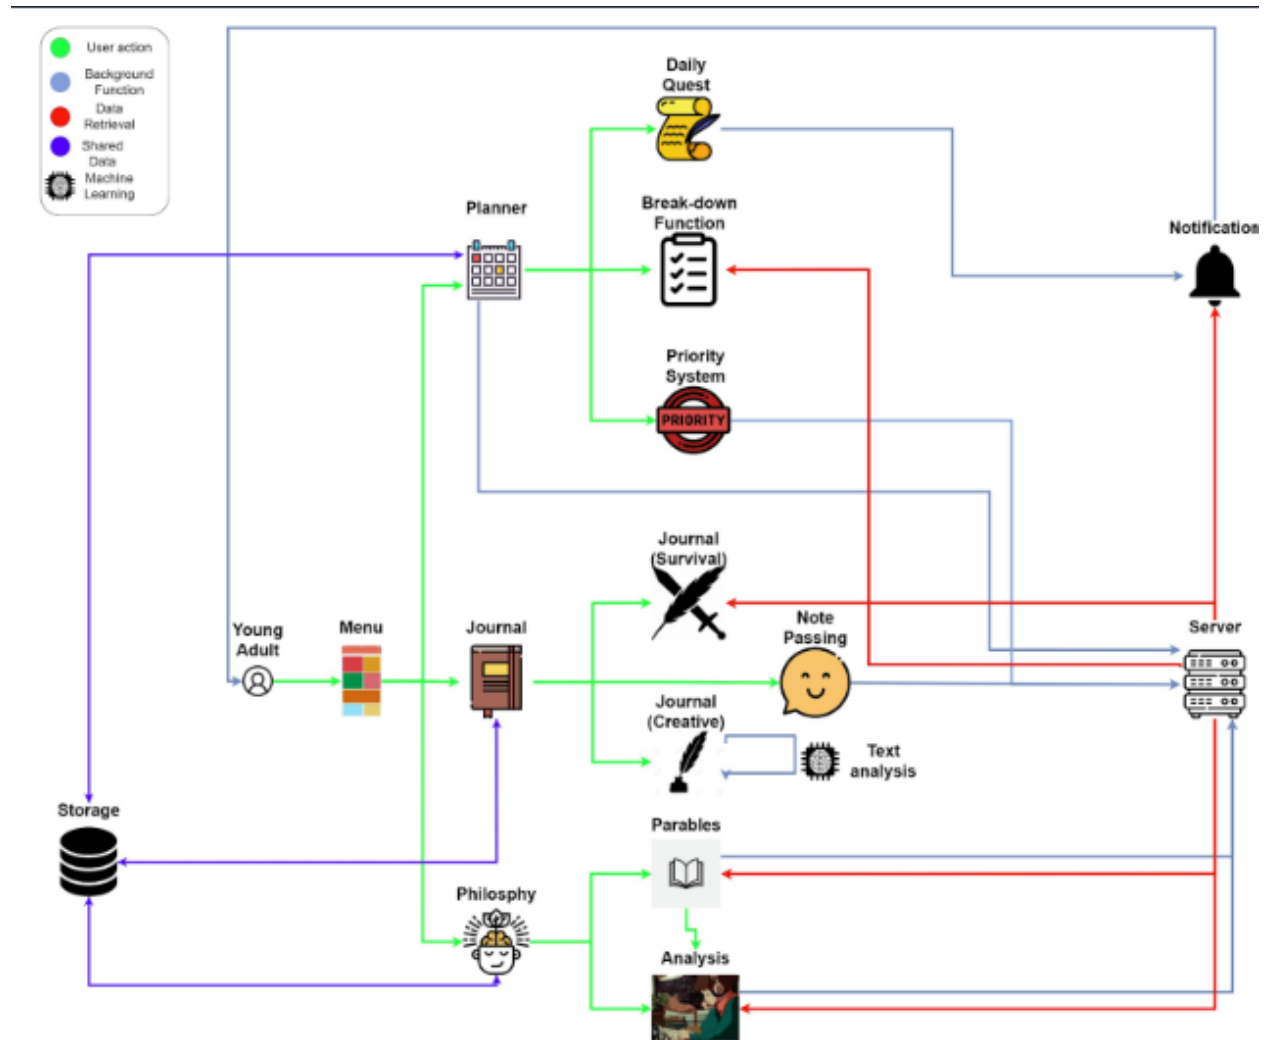 User action
Background
Function
Data
Retrieval
Shared
Data
Machine
Learning
Daily
Quest
Planner
Break-down
Function
Notification
Priority
System
PRIORITY
Journal
(Survival)
Young
Adult
Menu
Journal
Note
Passing
Server
Journal
(Creative)
Text
analysis
Storage
Parables
Philosphy
Analysis